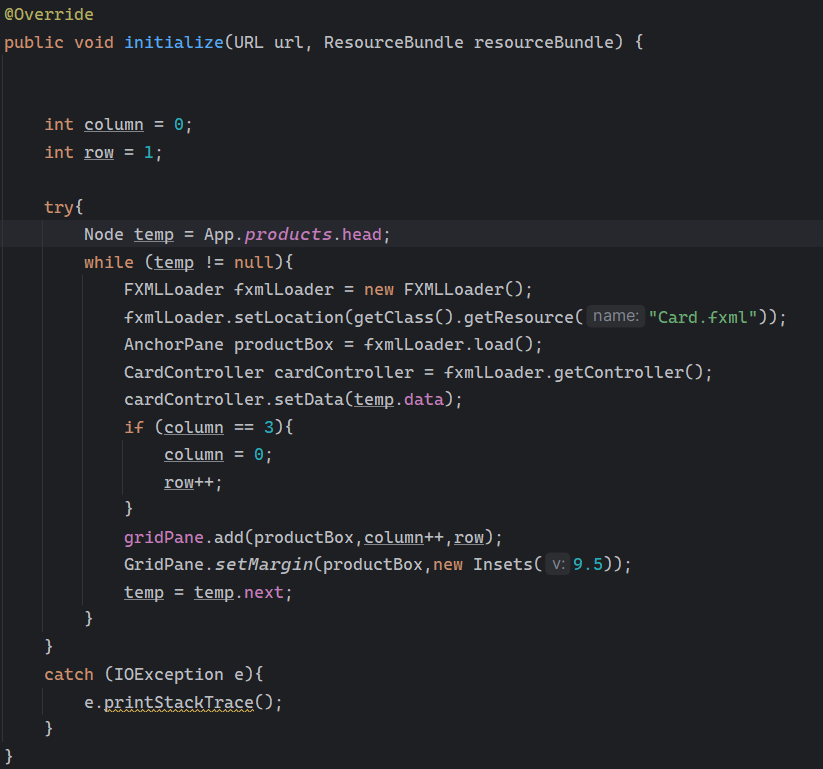 @Override
public void initialize(URL url, ResourceBundle resourceBundle) {
int column = 0;
int row = 1;
try{
Node temp = App.products.head;
while (temp != null){
FXMLLoader fxmlLoader = new FXMLLoader();
fxmlLoader.setLocation(getClass().getResource( name: "Card.fxml"));
AnchorPane productBox = fxmlLoader.load();
CardController cardController = fxmlLoader.getController();
cardController.setData(temp.data);
if (column == 3){
column = 0;
row++;
}
gridPane.add(productBox,column++,row);
GridPane.setMargin(productBox,new Insets( v: 9.5));
temp = temp.next;
}
}
catch (IOException e){
e.printStackTrace();
}
}